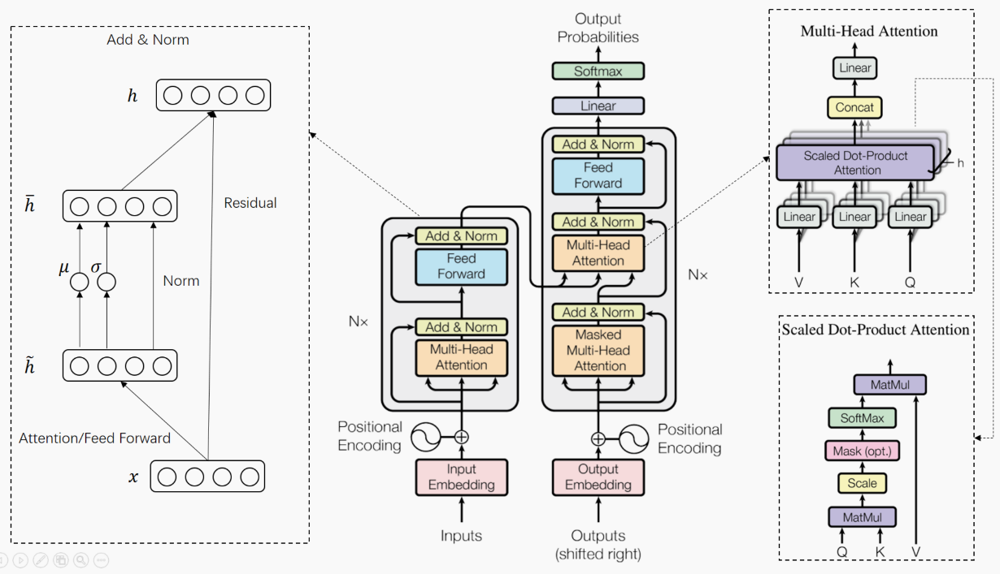 Add & Norm
h
h̄
Residual
μ
σ
Norm
h̃
Attention/Feed Forward
x
Output
Probabilities
Softmax
Linear
Add & Norm
Feed
Forward
Add & Norm
Multi-Head
Attention
N×
Add & Norm
Masked
Multi-Head
Attention
Positional
Encoding
Output
Embedding
Outputs
(shifted right)
Add & Norm
Feed
Forward
N×
Add & Norm
Multi-Head
Attention
Positional
Encoding
Input
Embedding
Inputs
Multi-Head Attention
Linear
Concat
Scaled Dot-Product
Attention
h
Linear
Linear
Linear
V
K
Q
Scaled Dot-Product Attention
MatMul
SoftMax
Mask (opt.)
Scale
MatMul
Q
K
V